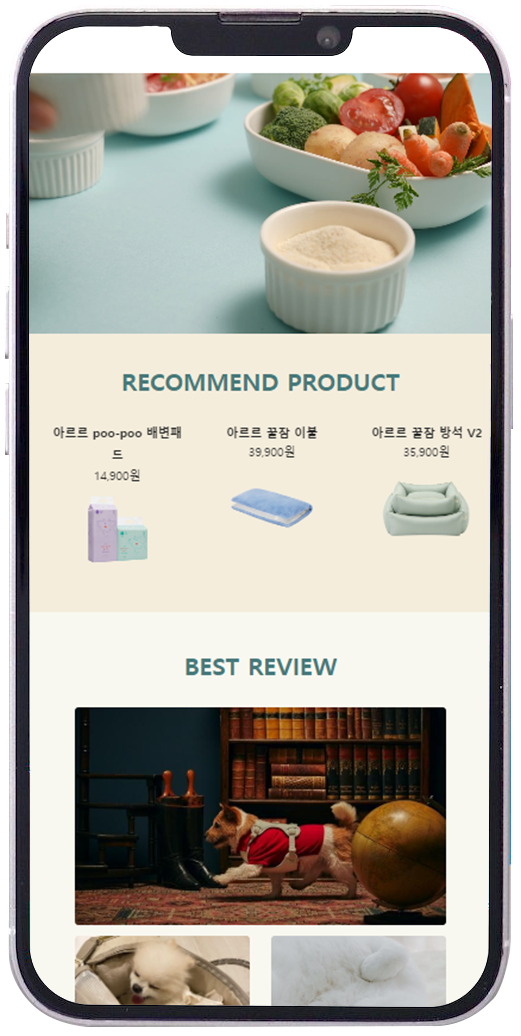 RECOMMEND PRODUCT
아르르 poo-poo 배변패
드
14,900원
아르르 꿀잠 이불
39,900원
아르르 꿀잠 방석 V2
35,900원
BEST REVIEW